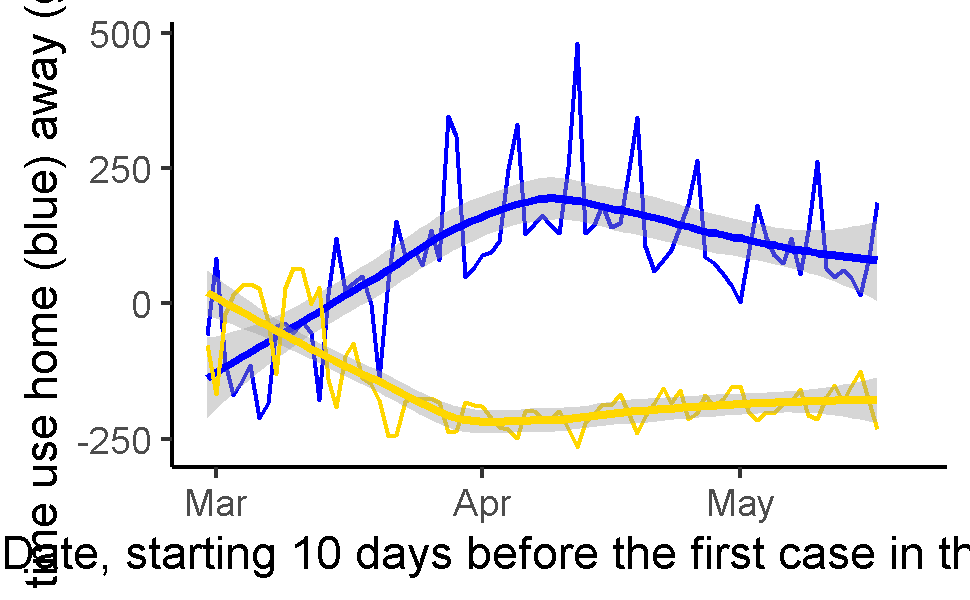 time use home (blue) away (
500
250
0
-250
Mar Apr May
Date, starting 10 days before the first case in th